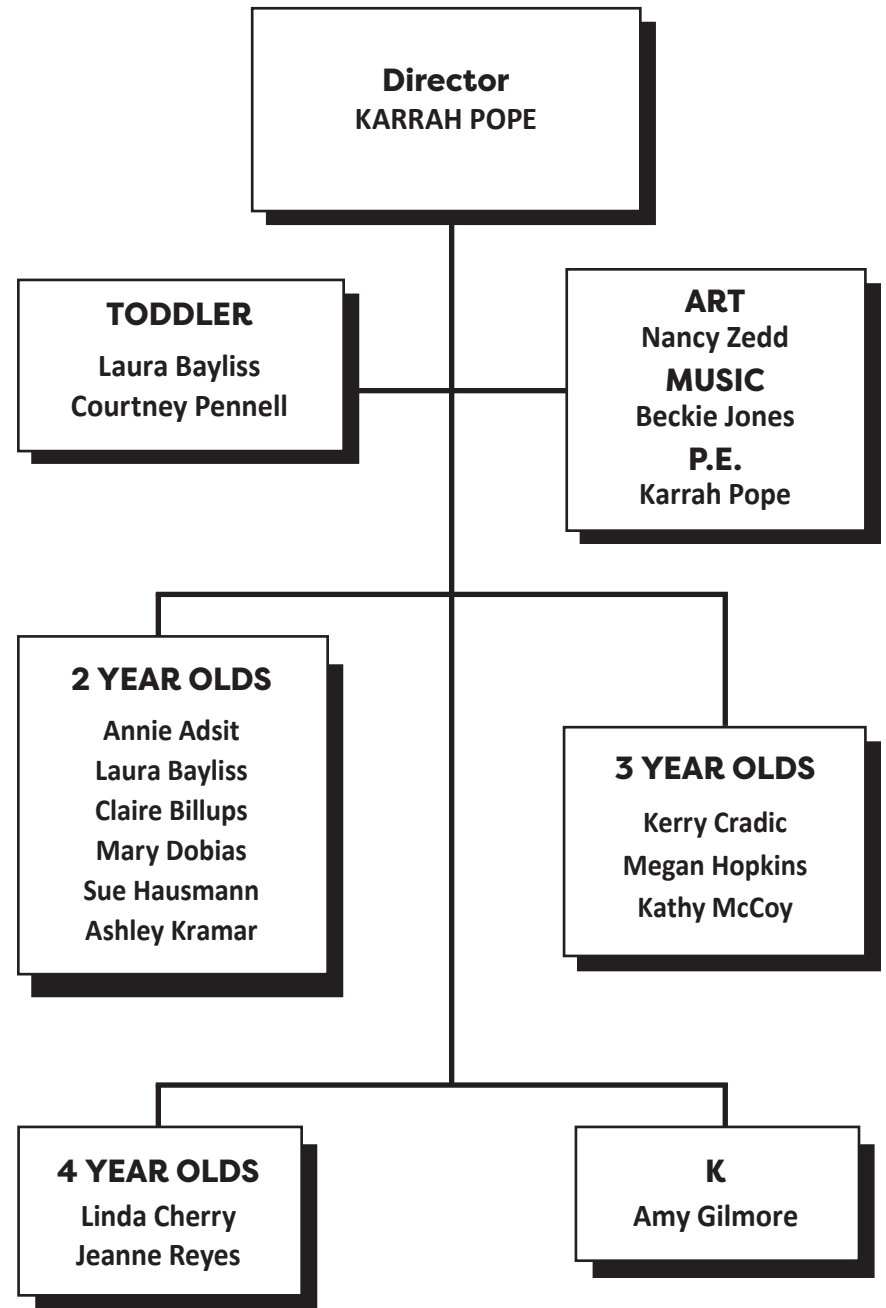 Director
KARRAH POPE
TODDLER
Laura Bayliss
Courtney Pennell
ART
Nancy Zedd
MUSIC
Beckie Jones
P.E.
Karrah Pope
2 YEAR OLDS
Annie Adsit
Laura Bayliss
Claire Billups
Mary Dobias
Sue Hausmann
Ashley Kramar
3 YEAR OLDS
Kerry Cradic
Megan Hopkins
Kathy McCoy
4 YEAR OLDS
Linda Cherry
Jeanne Reyes
K
Amy Gilmore